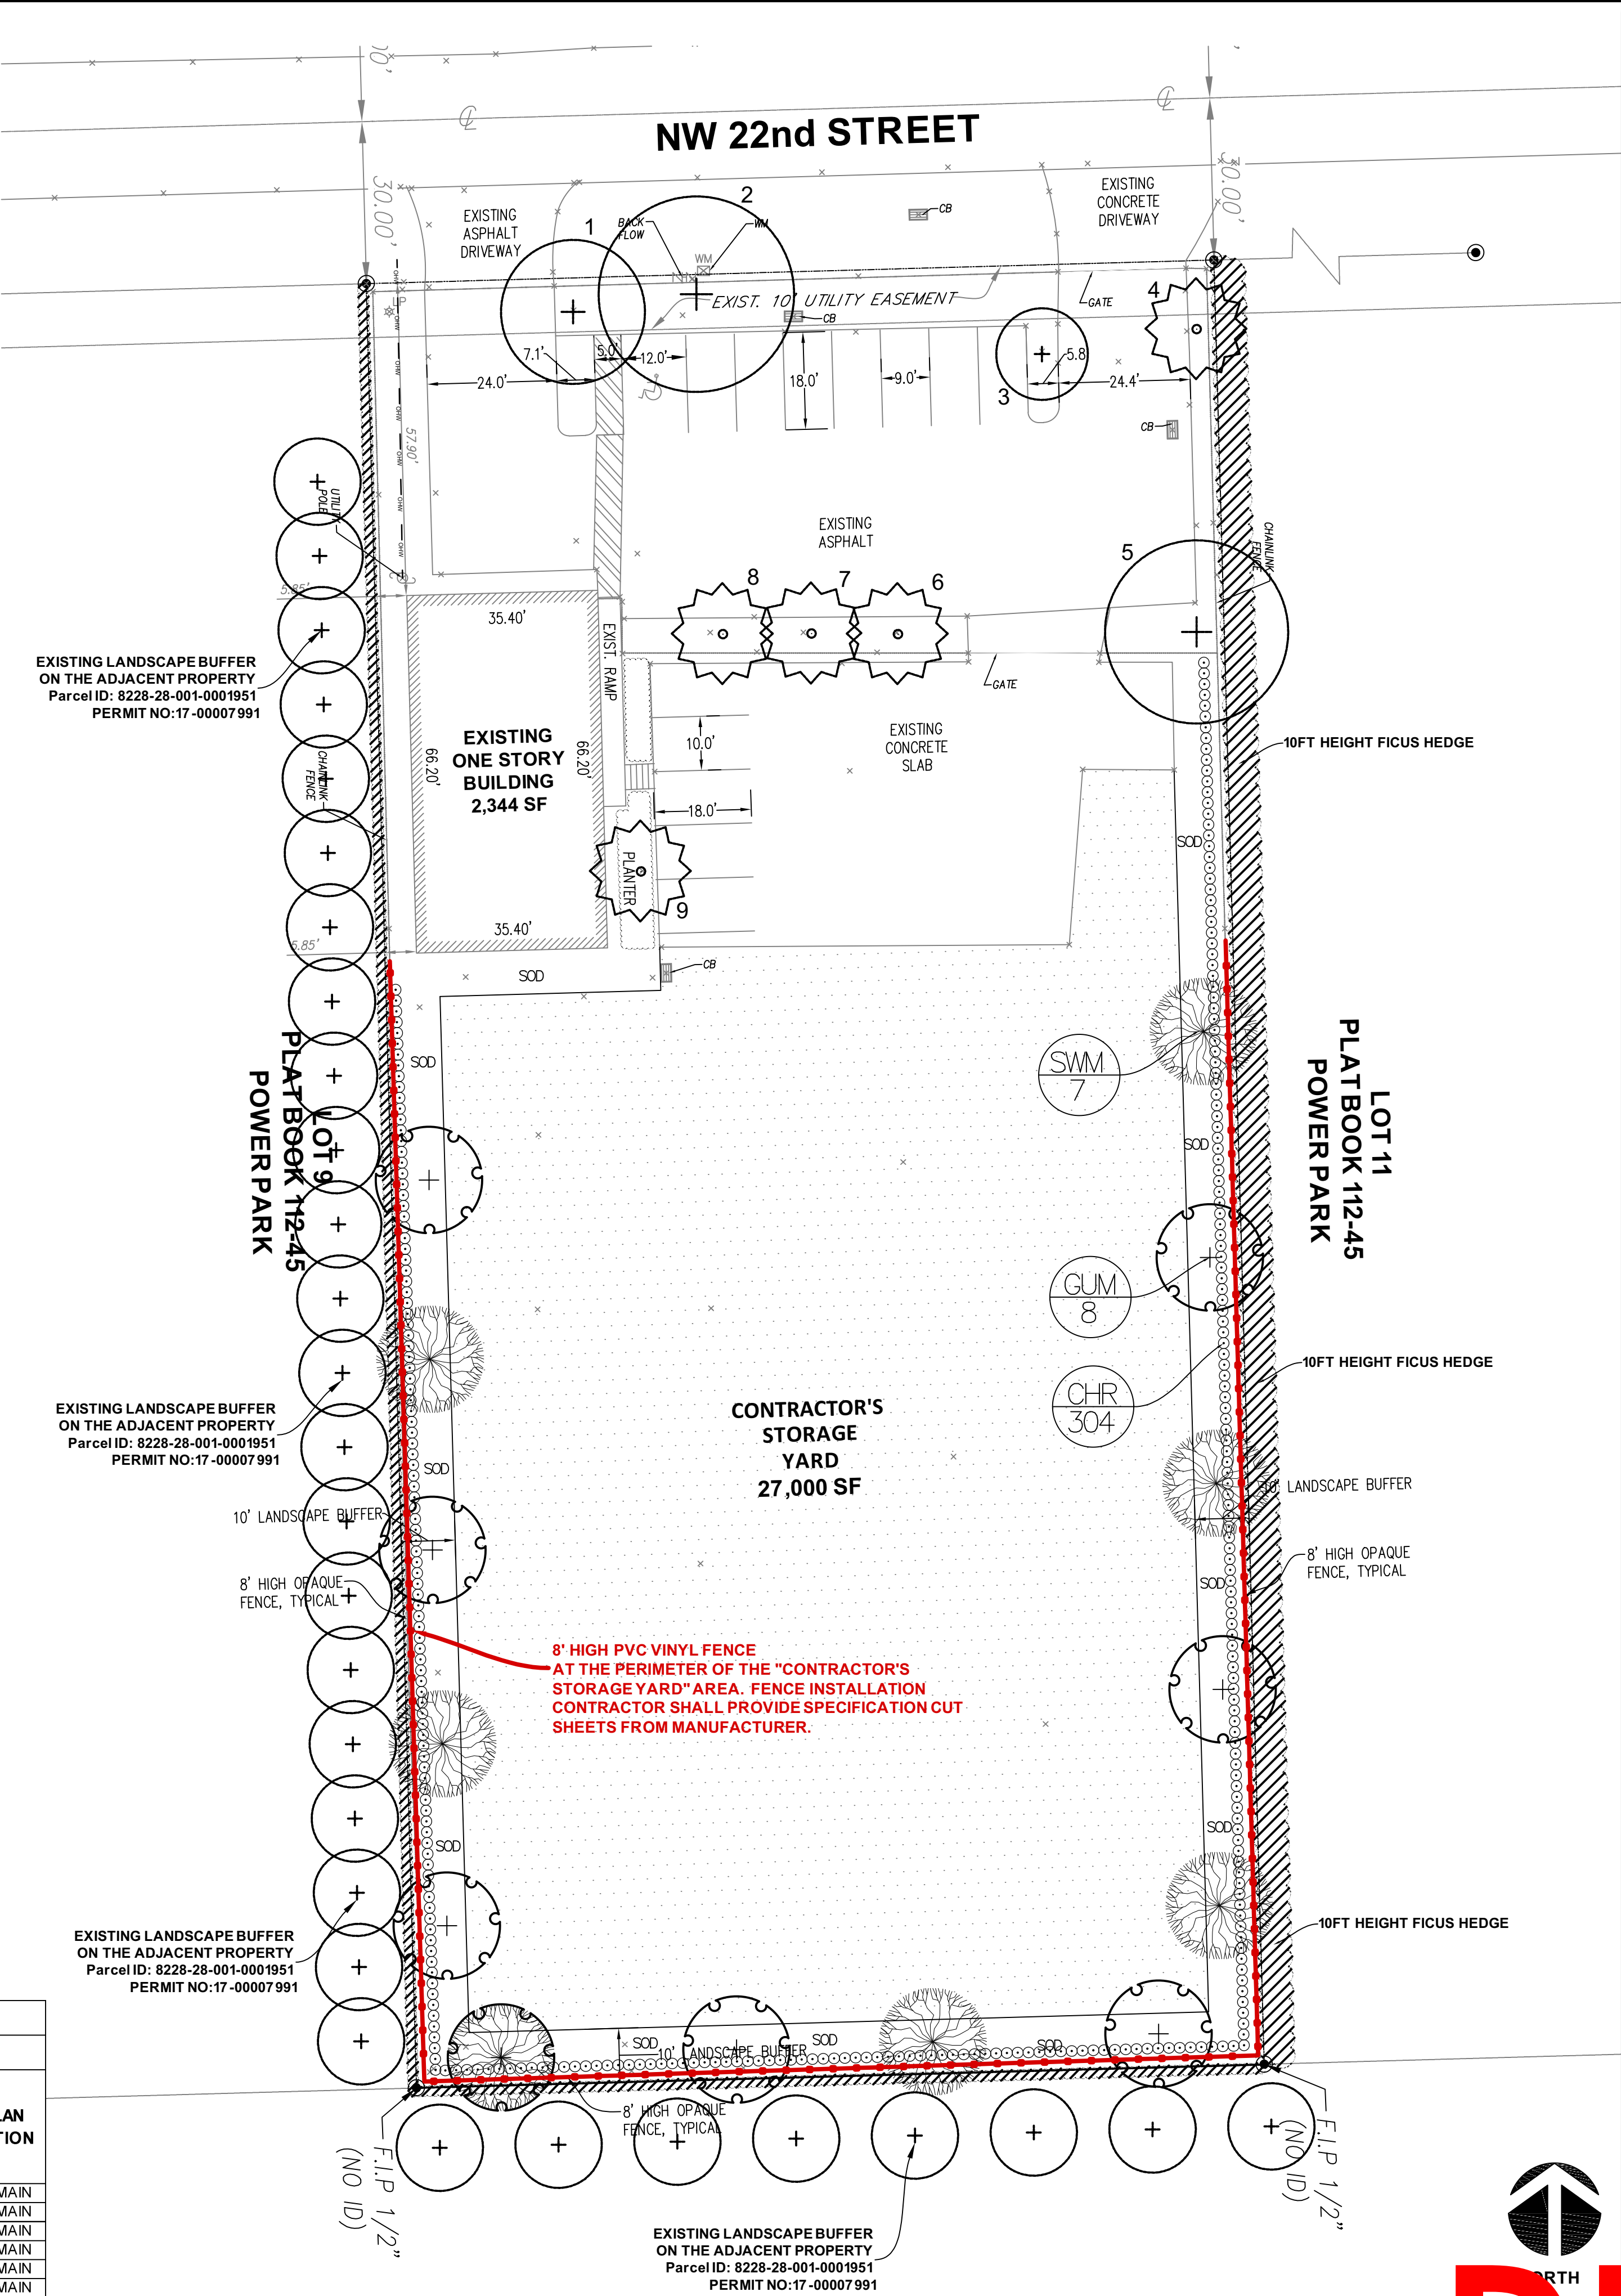 NW 22nd STREET
30.00'
30.00'
EXISTING
ASPHALT
DRIVEWAY
1
BACK
FLOW
2
WM
WM
CB
EXISTING
CONCRETE
DRIVEWAY
EXIST. 10' UTILITY EASEMENT
CB
GATE
4
UP
OHW
OHW
OHW
OHW
OHW
OHW
7.1'
5.0'
12.0'
24.0'
18.0'
9.0'
3
5.8
24.4'
CB
57.90'
UTILITY
POLE
EXISTING
ASPHALT
CHAINLINK
FENCE
5
8
7
6
5.85'
35.40'
EXIST. RAMP
GATE
EXISTING LANDSCAPE BUFFER
ON THE ADJACENT PROPERTY
Parcel ID: 8228-28-001-0001951
PERMIT NO:17-00007991
EXISTING
ONE STORY
BUILDING
2,344 SF
66.20'
66.20'
10.0'
EXISTING
CONCRETE
SLAB
10FT HEIGHT FICUS HEDGE
CHAINLINK
FENCE
18.0'
SOD
PLANTER
9
35.40'
5.85'
SOD
CB
SOD
SWM
7
SOD
LOT 9
PLAT BOOK 112-45
POWER PARK
LOT 11
PLAT BOOK 112-45
POWER PARK
GUM
8
10FT HEIGHT FICUS HEDGE
CHR
304
EXISTING LANDSCAPE BUFFER
ON THE ADJACENT PROPERTY
Parcel ID: 8228-28-001-0001951
PERMIT NO:17-00007991
CONTRACTOR'S
STORAGE
YARD
27,000 SF
SOD
10' LANDSCAPE BUFFER
10' LANDSCAPE BUFFER
8' HIGH OPAQUE
FENCE, TYPICAL
8' HIGH OPAQUE
FENCE, TYPICAL
SOD
8' HIGH PVC VINYL FENCE
AT THE PERIMETER OF THE "CONTRACTOR'S
STORAGE YARD" AREA. FENCE INSTALLATION
CONTRACTOR SHALL PROVIDE SPECIFICATION CUT
SHEETS FROM MANUFACTURER.
SOD
SOD
10FT HEIGHT FICUS HEDGE
EXISTING LANDSCAPE BUFFER
ON THE ADJACENT PROPERTY
Parcel ID: 8228-28-001-0001951
PERMIT NO:17-00007991
SOD
SOD
SOD
10' LANDSCAPE BUFFER
8' HIGH OPAQUE
FENCE, TYPICAL
F.I.P 1/2"
(NO ID)
F.I.P 1/2"
(NO ID)
EXISTING LANDSCAPE BUFFER
ON THE ADJACENT PROPERTY
Parcel ID: 8228-28-001-0001951
PERMIT NO:17-00007991